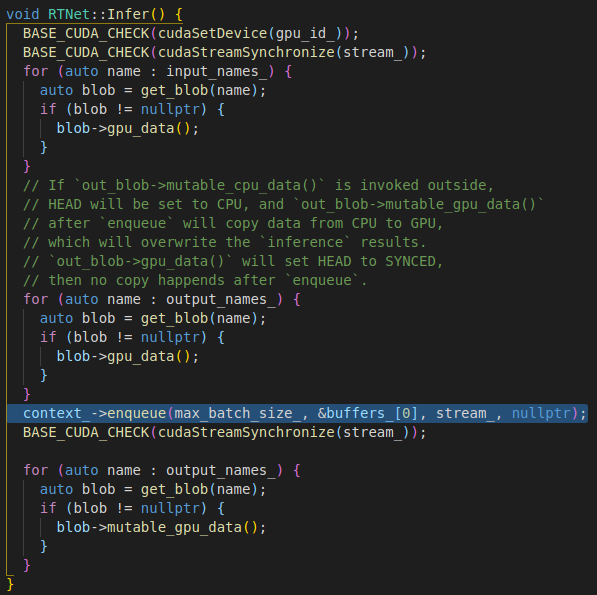 void RTNet::Infer() {
  BASE_CUDA_CHECK(cudaSetDevice(gpu_id_));
  BASE_CUDA_CHECK(cudaStreamSynchronize(stream_));
  for (auto name : input_names_) {
    auto blob = get_blob(name);
    if (blob != nullptr) {
      blob->gpu_data();
    }
  }
  // If `out_blob->mutable_cpu_data()` is invoked outside,
  // HEAD will be set to CPU, and `out_blob->mutable_gpu_data()`
  // after `enqueue` will copy data from CPU to GPU,
  // which will overwrite the `inference` results.
  // `out_blob->gpu_data()` will set HEAD to SYNCED,
  // then no copy happends after `enqueue`.
  for (auto name : output_names_) {
    auto blob = get_blob(name);
    if (blob != nullptr) {
      blob->gpu_data();
    }
  }
  context_->enqueue(max_batch_size_, &buffers_[0], stream_, nullptr);
  BASE_CUDA_CHECK(cudaStreamSynchronize(stream_));

  for (auto name : output_names_) {
    auto blob = get_blob(name);
    if (blob != nullptr) {
      blob->mutable_gpu_data();
    }
  }
}